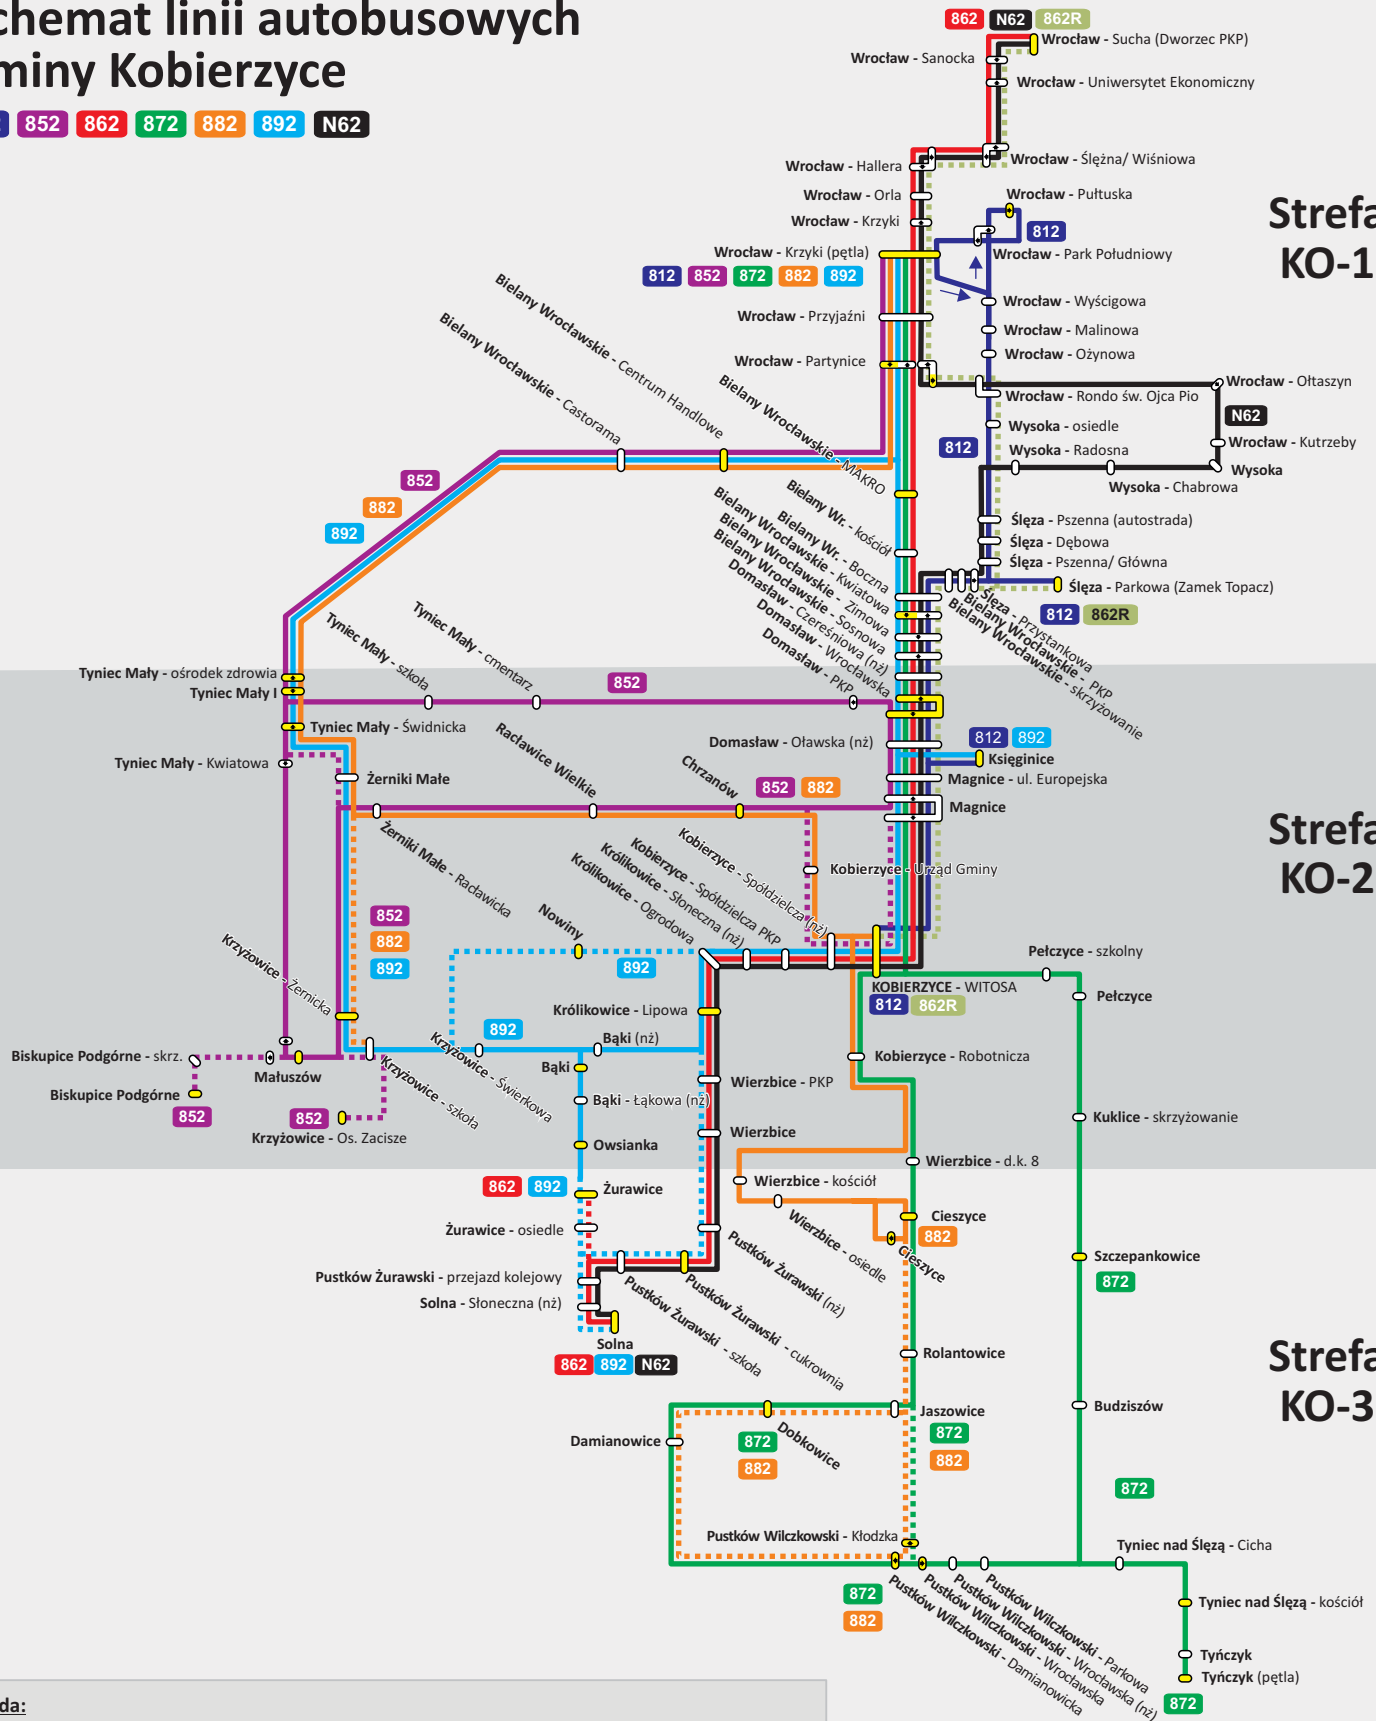 chemat linii autobusowych
miny Kobierzyce
852 862 872 882 892 N62
862 N62 862R
Wrocław - Sucha (Dworzec PKP)
Wrocław - Sanocka
Wrocław - Uniwersytet Ekonomiczny
Wrocław - Ślężna/ Wiśniowa
Wrocław - Hallera
Wrocław - Orla
Wrocław - Krzyki
Wrocław - Pułtuska
812
Wrocław - Park Południowy
Strefa
KO-1
Wrocław - Krzyki (pętla)
812 852 872 882 892
Wrocław - Wyścigowa
Wrocław - Przyjaźni
Wrocław - Malinowa
Wrocław - Ożynowa
Wrocław - Partynice
Wrocław - Ołtaszyn
Wrocław - Rondo św. Ojca Pio
N62
Wysoka - osiedle
Wrocław - Kutrzeby
812
Wysoka - Radosna
Wysoka
Wysoka - Chabrowa
Bielany Wrocławskie - Centrum Handlowe
Bielany Wrocławskie - Castorama
Bielany Wrocławskie - MAKRO
852
882
892
Bielany Wr. - kościół
Bielany Wr. - Boczna
Bielany Wrocławskie - Kwiatowa
Bielany Wrocławskie - Zimowa
Bielany Wrocławskie - Sosnowa
Domasław - Czereśniowa (nż)
Domasław - Wrocławska
Domasław - PKP
Ślęza - Pszenna (autostrada)
Ślęza - Dębowa
Ślęza - Pszenna/ Główna
Ślęza - Parkowa (Zamek Topacz)
812 862R
Ślęza - Przystankowa
Bielany Wrocławskie - PKP
Bielany Wrocławskie - skrzyżowanie
Tyniec Mały - ośrodek zdrowia
Tyniec Mały I
Tyniec Mały - szkoła
Tyniec Mały - cmentarz
852
Tyniec Mały - Świdnicka
Tyniec Mały - Kwiatowa
Żerniki Małe
Racławice Wielkie
Chrzanów
852 882
Domasław - Oławska (nż)
812 892
Księginice
Magnice - ul. Europejska
Magnice
Strefa
KO-2
Żerniki Małe - Racławicka
Kobierzyce - Urząd Gminy
Kobierzyce - Spółdzielcza (nż)
Kobierzyce - Spółdzielcza PKP
Królikowice - Słoneczna (nż)
Królikowice - Ogrodowa
852
882
892
Nowiny
892
Krzyżowice - Żernicka
Pełczyce - szkolny
KOBIERZYCE - WITOSA
812 862R
Pełczyce
Królikowice - Lipowa
892
Bąki (nż)
Biskupice Podgórne - skrz.
Małuszów
Krzyżowice - Świerkowa
Krzyżowice - szkoła
Bąki
Kobierzyce - Robotnicza
Wierzbice - PKP
Biskupice Podgórne
852
852
Krzyżowice - Os. Zacisze
Bąki - Łąkowa (nż)
Kuklice - skrzyżowanie
Owsianka
Wierzbice
Wierzbice - d.k. 8
862 892
Żurawice
Wierzbice - kościół
Żurawice - osiedle
Wierzbice - osiedle
Cieszyce
882
Cieszyce
Szczepankowice
872
Pustków Żurawski - przejazd kolejowy
Solna - Słoneczna (nż)
Pustków Żurawski (nż)
Pustków Żurawski - cukrownia
Pustków Żurawski - szkoła
Solna
862 892 N62
Rolantowice
Strefa
KO-3
Jaszowice
872
882
Budziszów
Damianowice
872
882
Dobkowice
872
Pustków Wilczkowski - Kłodzka
Tyniec nad Ślęzą - Cicha
872
882
Pustków Wilczkowski - Parkowa
Pustków Wilczkowski - Wrocławska (nż)
Pustków Wilczkowski - Wrocławska
Pustków Wilczkowski - Damianowicka
Tyniec nad Ślęzą - kościół
Tyńczyk
Tyńczyk (pętla)
872
da: